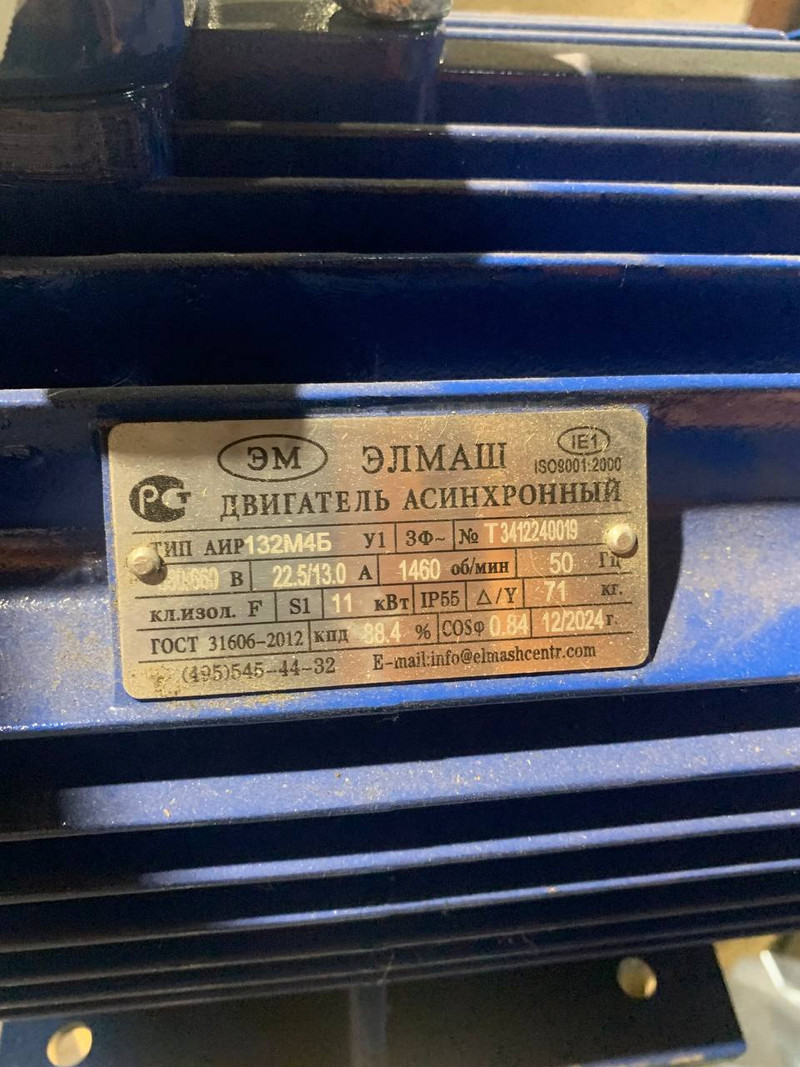 ЭМ ЭЛМАШ IE1
ISO9001:2000
РСТ ДВИГАТЕЛЬ АСИНХРОННЫЙ
ТИП АИР132М4Б У1 3Ф~ № Т3412240019
В 22.5/13.0 А 1460 об/мин 50 Гц
кл.изол. F S1 11 кВт IP55 △/Y 71 кг.
ГОСТ 31606-2012 кпд 88.4 % COSφ 0.84 12/2024г.
(495)545-44-32 E-mail:info@elmashcentr.com